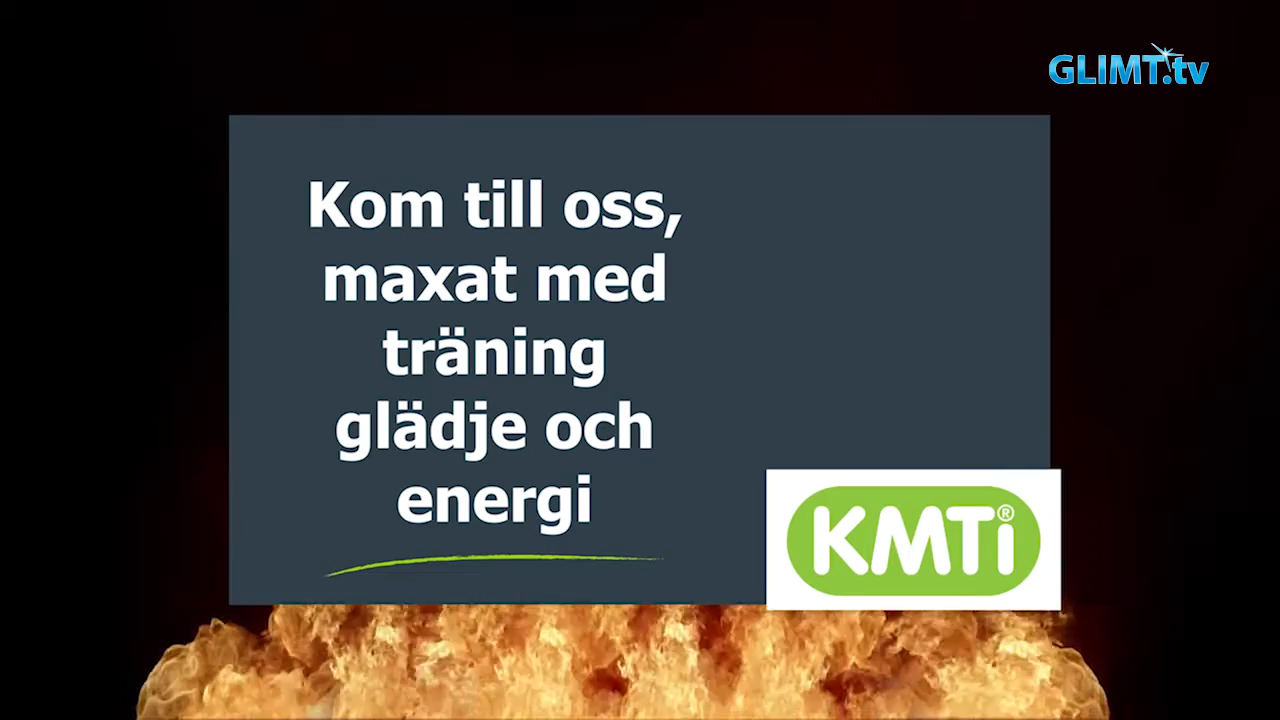 GLIMT.tv
Kom till oss,
maxat med
träning
glädje och
energi
KMTi®